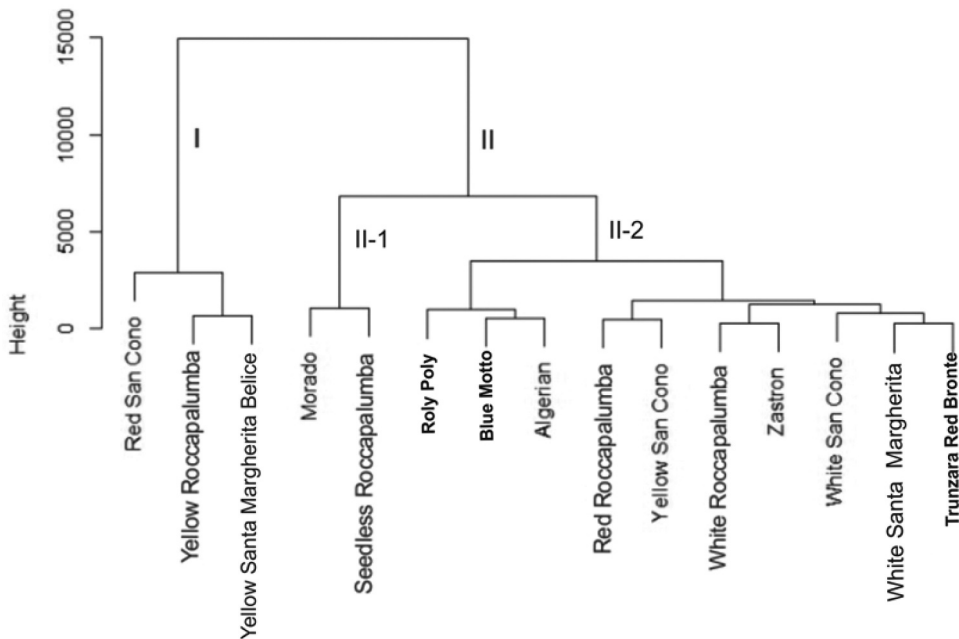 Height
15000
10000
5000
0
I
II
II-1
II-2
Red San Cono
Yellow Roccapalumba
Yellow Santa Margherita Belice
Morado
Seedless Roccapalumba
Roly Poly
Blue Motto
Algerian
Red Roccapalumba
Yellow San Cono
White Roccapalumba
Zastron
White San Cono
White Santa Margherita
Trunzara Red Bronte